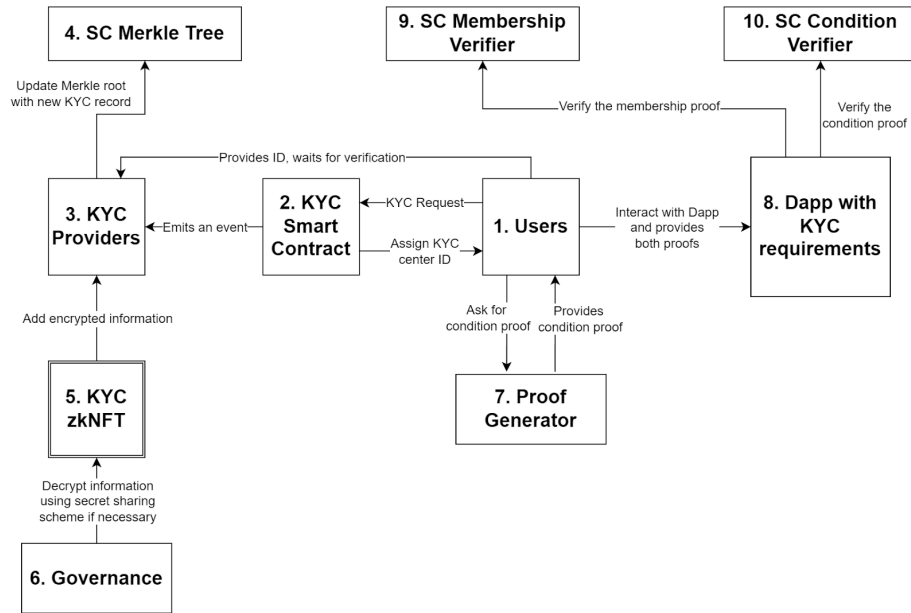 4. SC Merkle Tree
9. SC Membership
Verifier
10. SC Condition
Verifier
Update Merkle root
with new KYC record
Verify the membership proof
Verify the
condition proof
Provides ID, waits for verification
3. KYC
Providers
Emits an event
2. KYC
Smart
Contract
KYC Request
Assign KYC
center ID
1. Users
Interact with Dapp
and provides
both proofs
8. Dapp with
KYC
requirements
Add encrypted information
Ask for
condition proof
Provides
condition proof
5. KYC
zkNFT
7. Proof
Generator
Decrypt information
using secret sharing
scheme if necessary
6. Governance